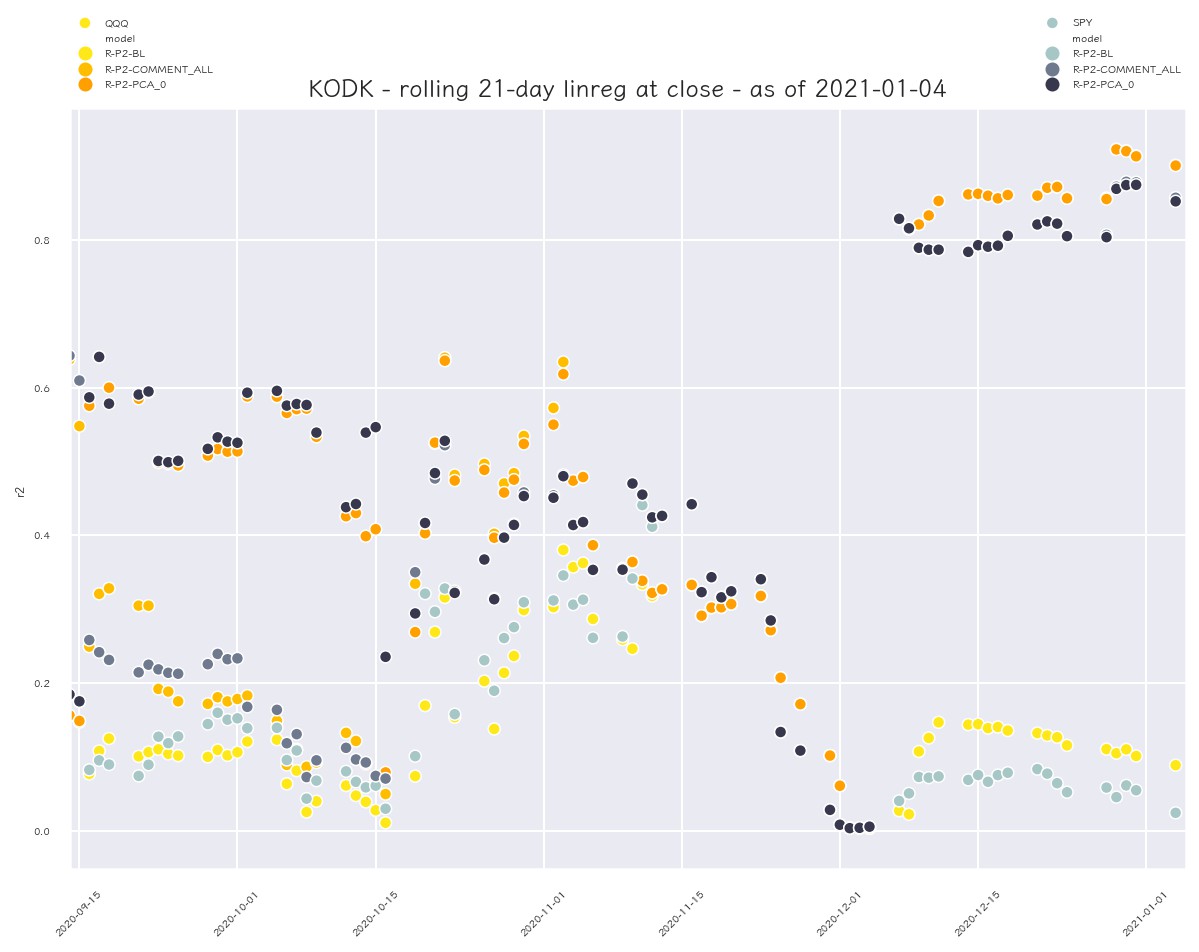 QQQ
model
R-P2-BL
R-P2-COMMENT_ALL
R-P2-PCA_0
SPY
model
R-P2-BL
R-P2-COMMENT_ALL
R-P2-PCA_0
KODK - rolling 21-day linreg at close - as of 2021-01-04
r2
0.8
0.6
0.4
0.2
0.0
2020-09-15
2020-10-01
2020-10-15
2020-11-01
2020-11-15
2020-12-01
2020-12-15
2021-01-01